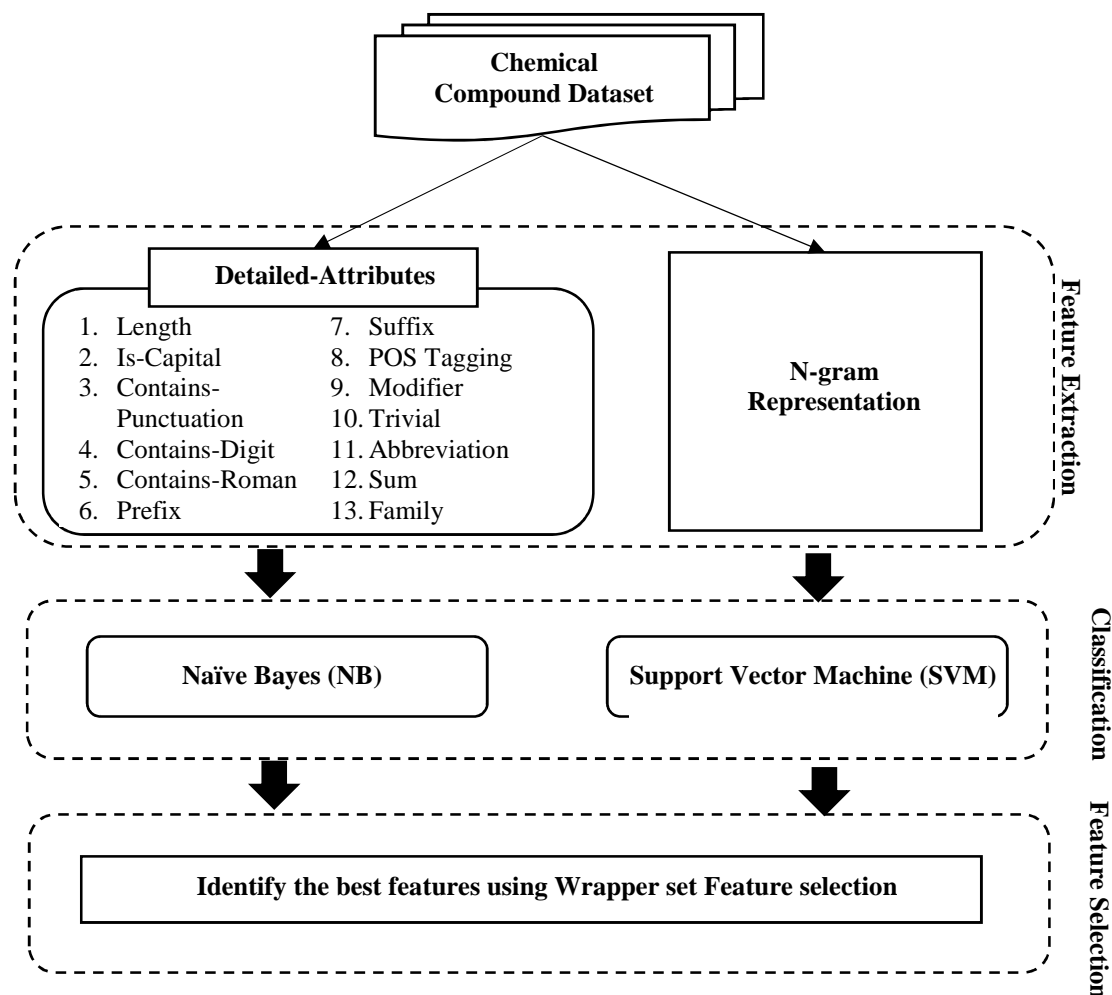 Chemical
Compound Dataset
Detailed-Attributes
1. Length
2. Is-Capital
3. Contains-
Punctuation
4. Contains-Digit
5. Contains-Roman
6. Prefix
7. Suffix
8. POS Tagging
9. Modifier
10. Trivial
11. Abbreviation
12. Sum
13. Family
N-gram
Representation
Feature Extraction
Naïve Bayes (NB)
Support Vector Machine (SVM)
Classification
Identify the best features using Wrapper set Feature selection
Feature Selection